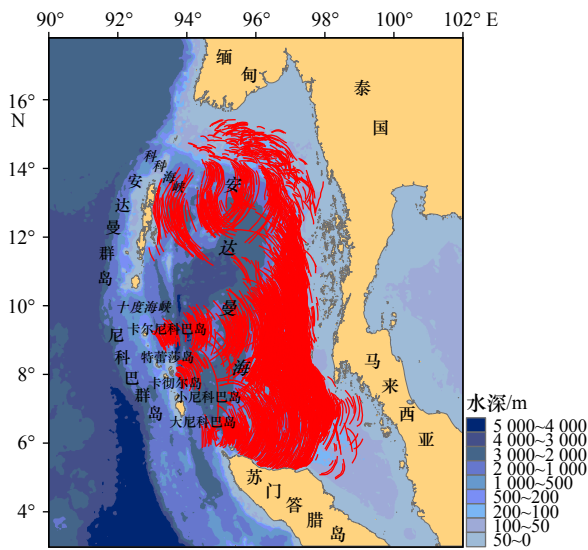 90° 92° 94° 96° 98° 100° 102° E
16°
N
14°
12°
10°
8°
6°
4°
缅甸
泰国
科科海峡
安达曼群岛
安达曼海
十度海峡
尼科巴群岛
卡尔尼科巴岛
特蕾莎岛
卡彻尔岛
小尼科巴岛
大尼科巴岛
马来西亚
苏门答腊岛
水深/m
5 000~4 000
4 000~3 000
3 000~2 000
2 000~1 000
1 000~500
500~200
200~100
100~50
50~0